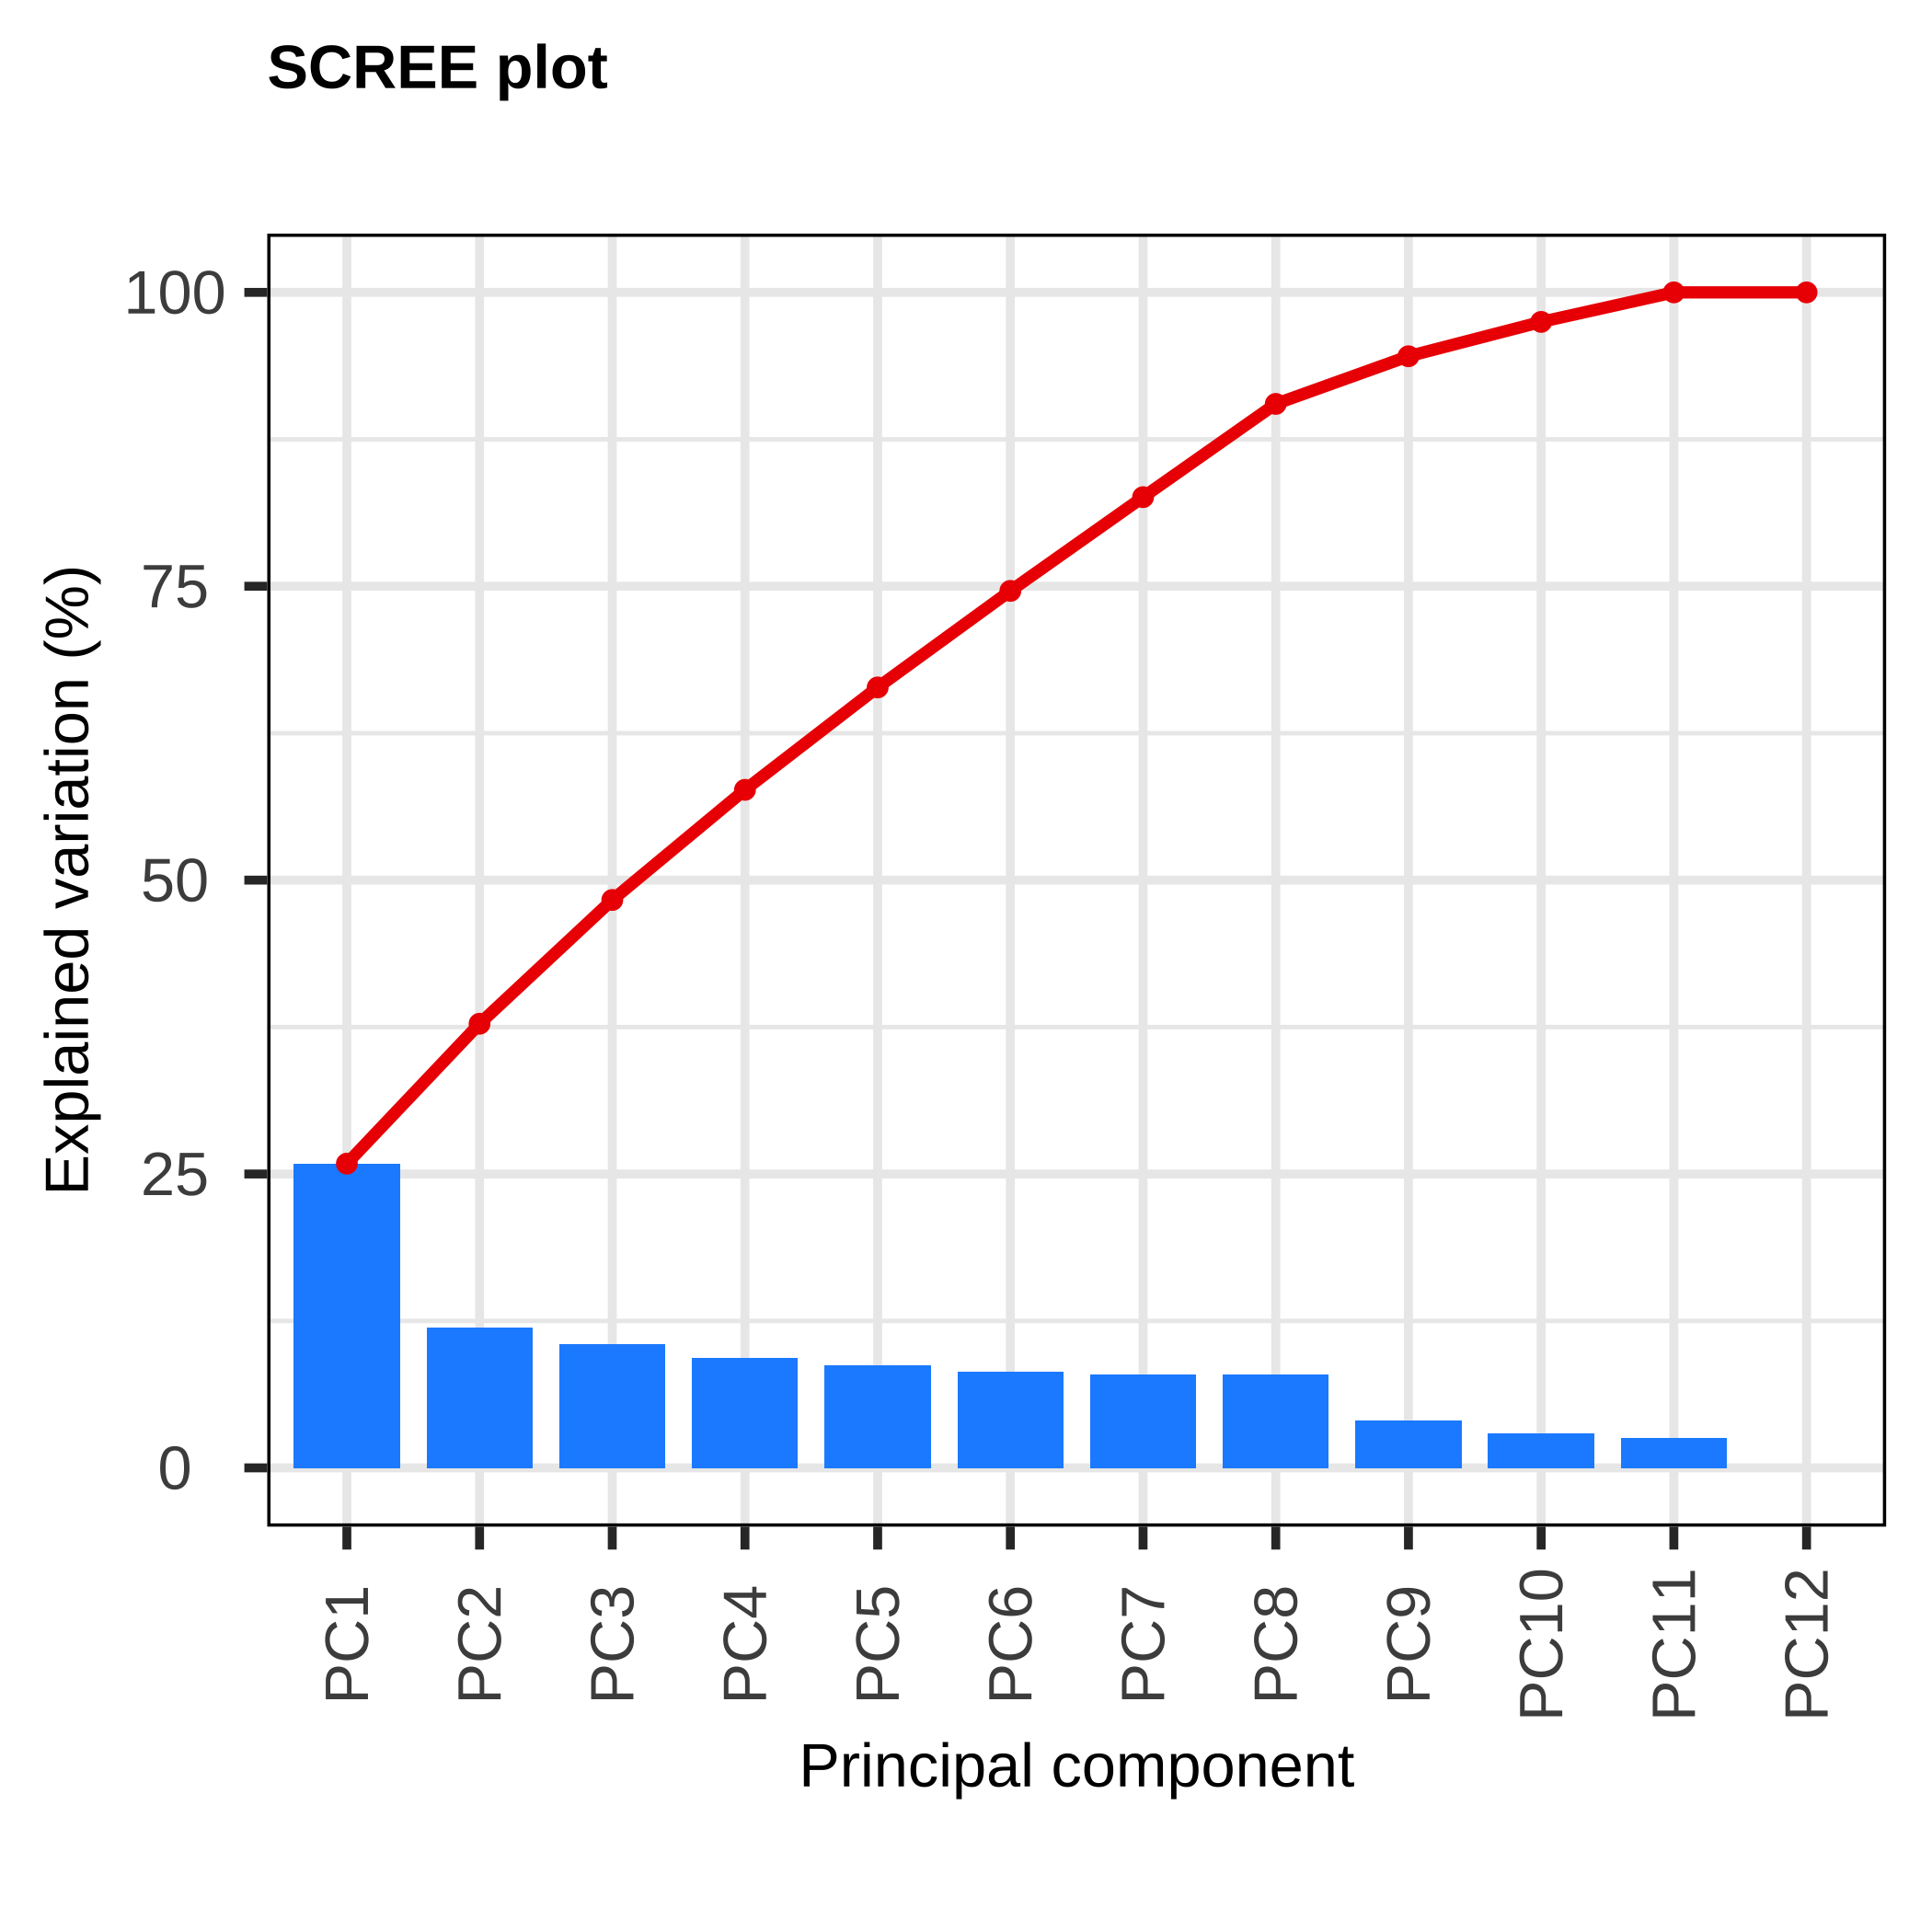 SCREE plot
Explained variation (%)
100
75
50
25
0
PC1
PC2
PC3
PC4
PC5
PC6
PC7
PC8
PC9
PC10
PC11
PC12
Principal component